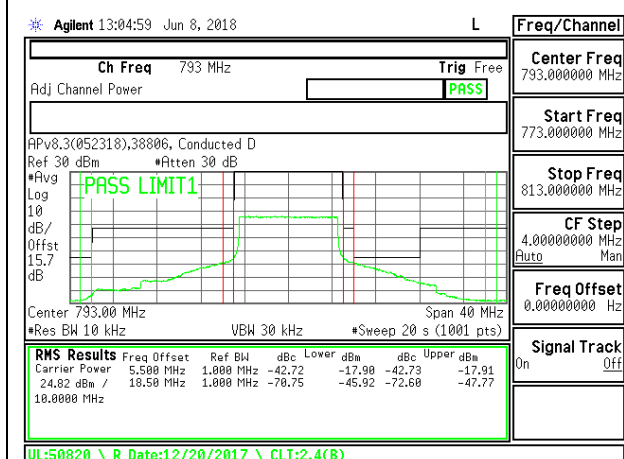 Agilent 13:04:59 Jun 8, 2018 L
Ch Freq 793 MHz Trig Free
Adj Channel Power PASS
APv8.3(052318),38806, Conducted D
Ref 30 dBm #Atten 30 dB
#Avg
Log
10
dB/
Offst
15.7
dB
PASS LIMIT1
Center 793.00 MHz Span 40 MHz
#Res BW 10 kHz VBW 30 kHz #Sweep 20 s (1001 pts)
RMS Results Freq Offset Ref BW dBc Lower dBm dBc Upper dBm
Carrier Power 5.500 MHz 1.000 MHz -42.72 -17.90 -42.73 -17.91
24.82 dBm / 18.50 MHz 1.000 MHz -70.75 -45.92 -72.60 -47.77
10.0000 MHz
UL:50820 \ R Date:12/20/2017 \ CLT:2.4(B)
Freq/Channel
Center Freq
793.000000 MHz
Start Freq
773.000000 MHz
Stop Freq
813.000000 MHz
CF Step
4.00000000 MHz
Auto Man
Freq Offset
0.00000000 Hz
Signal Track
On Off